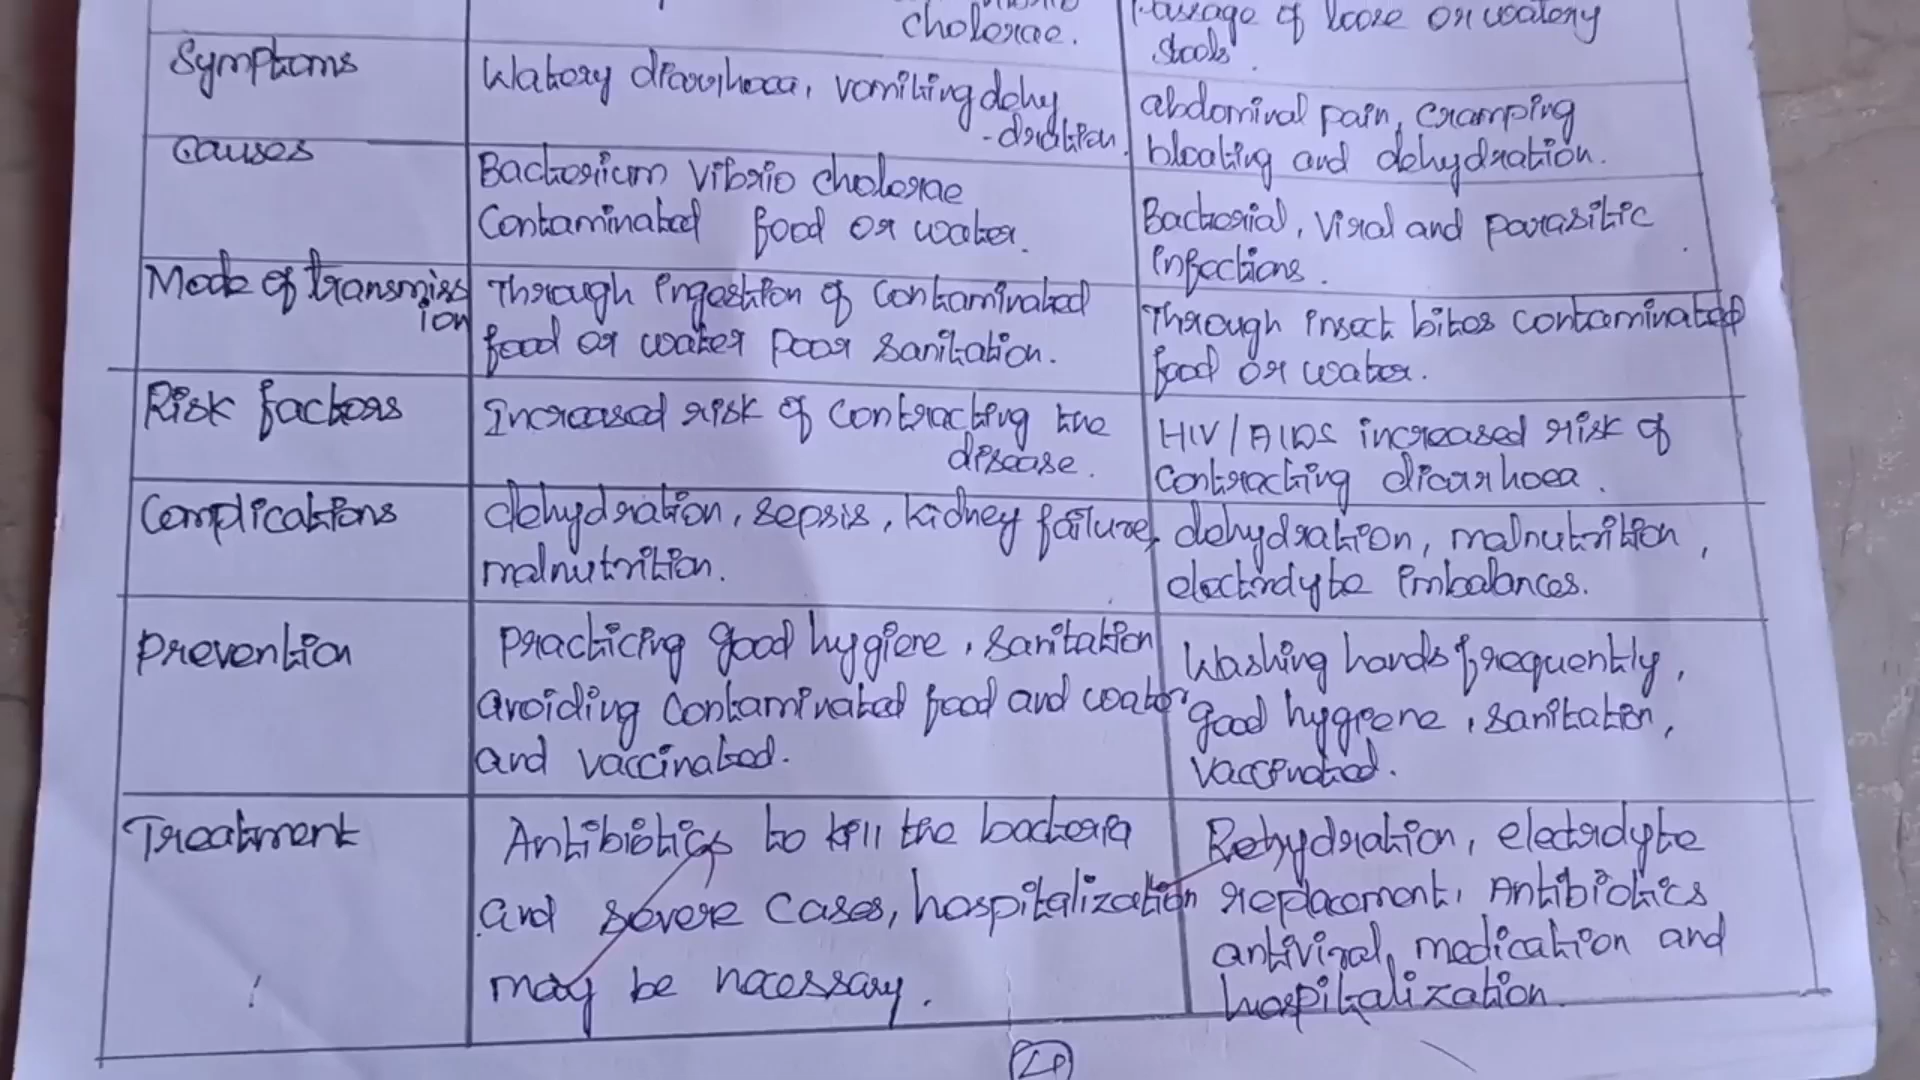 cholerae.
Passage of loose or watery
stools.
Symptoms
Watery diarrhoea, vomiting dehy
-dration.
abdominal pain, cramping
bloating and dehydration.
Causes
Bacterium Vibrio cholerae
Contaminated food or water.
Bacterial, Viral and parasitic
infections.
Mode of transmiss
ion
Through ingestion of contaminated
food or water poor sanitation.
Through insect bites contaminated
food or water.
Risk factors
Increased risk of contracting the
disease.
HIV/AIDS increased risk of
contracting diarrhoea.
Complications
dehydration, sepsis, kidney failure,
malnutrition.
dehydration, malnutrition,
electrolyte imbalances.
prevention
Practicing good hygiene, sanitation
avoiding contaminated food and water
and vaccinated.
Washing hands frequently,
good hygiene, sanitation,
vaccinated.
Treatment
Antibiotics to kill the bacteria
and severe cases, hospitalization
may be necessary.
Rehydration, electrolyte
replacement, Antibiotics
antiviral, medication and
hospitalization.